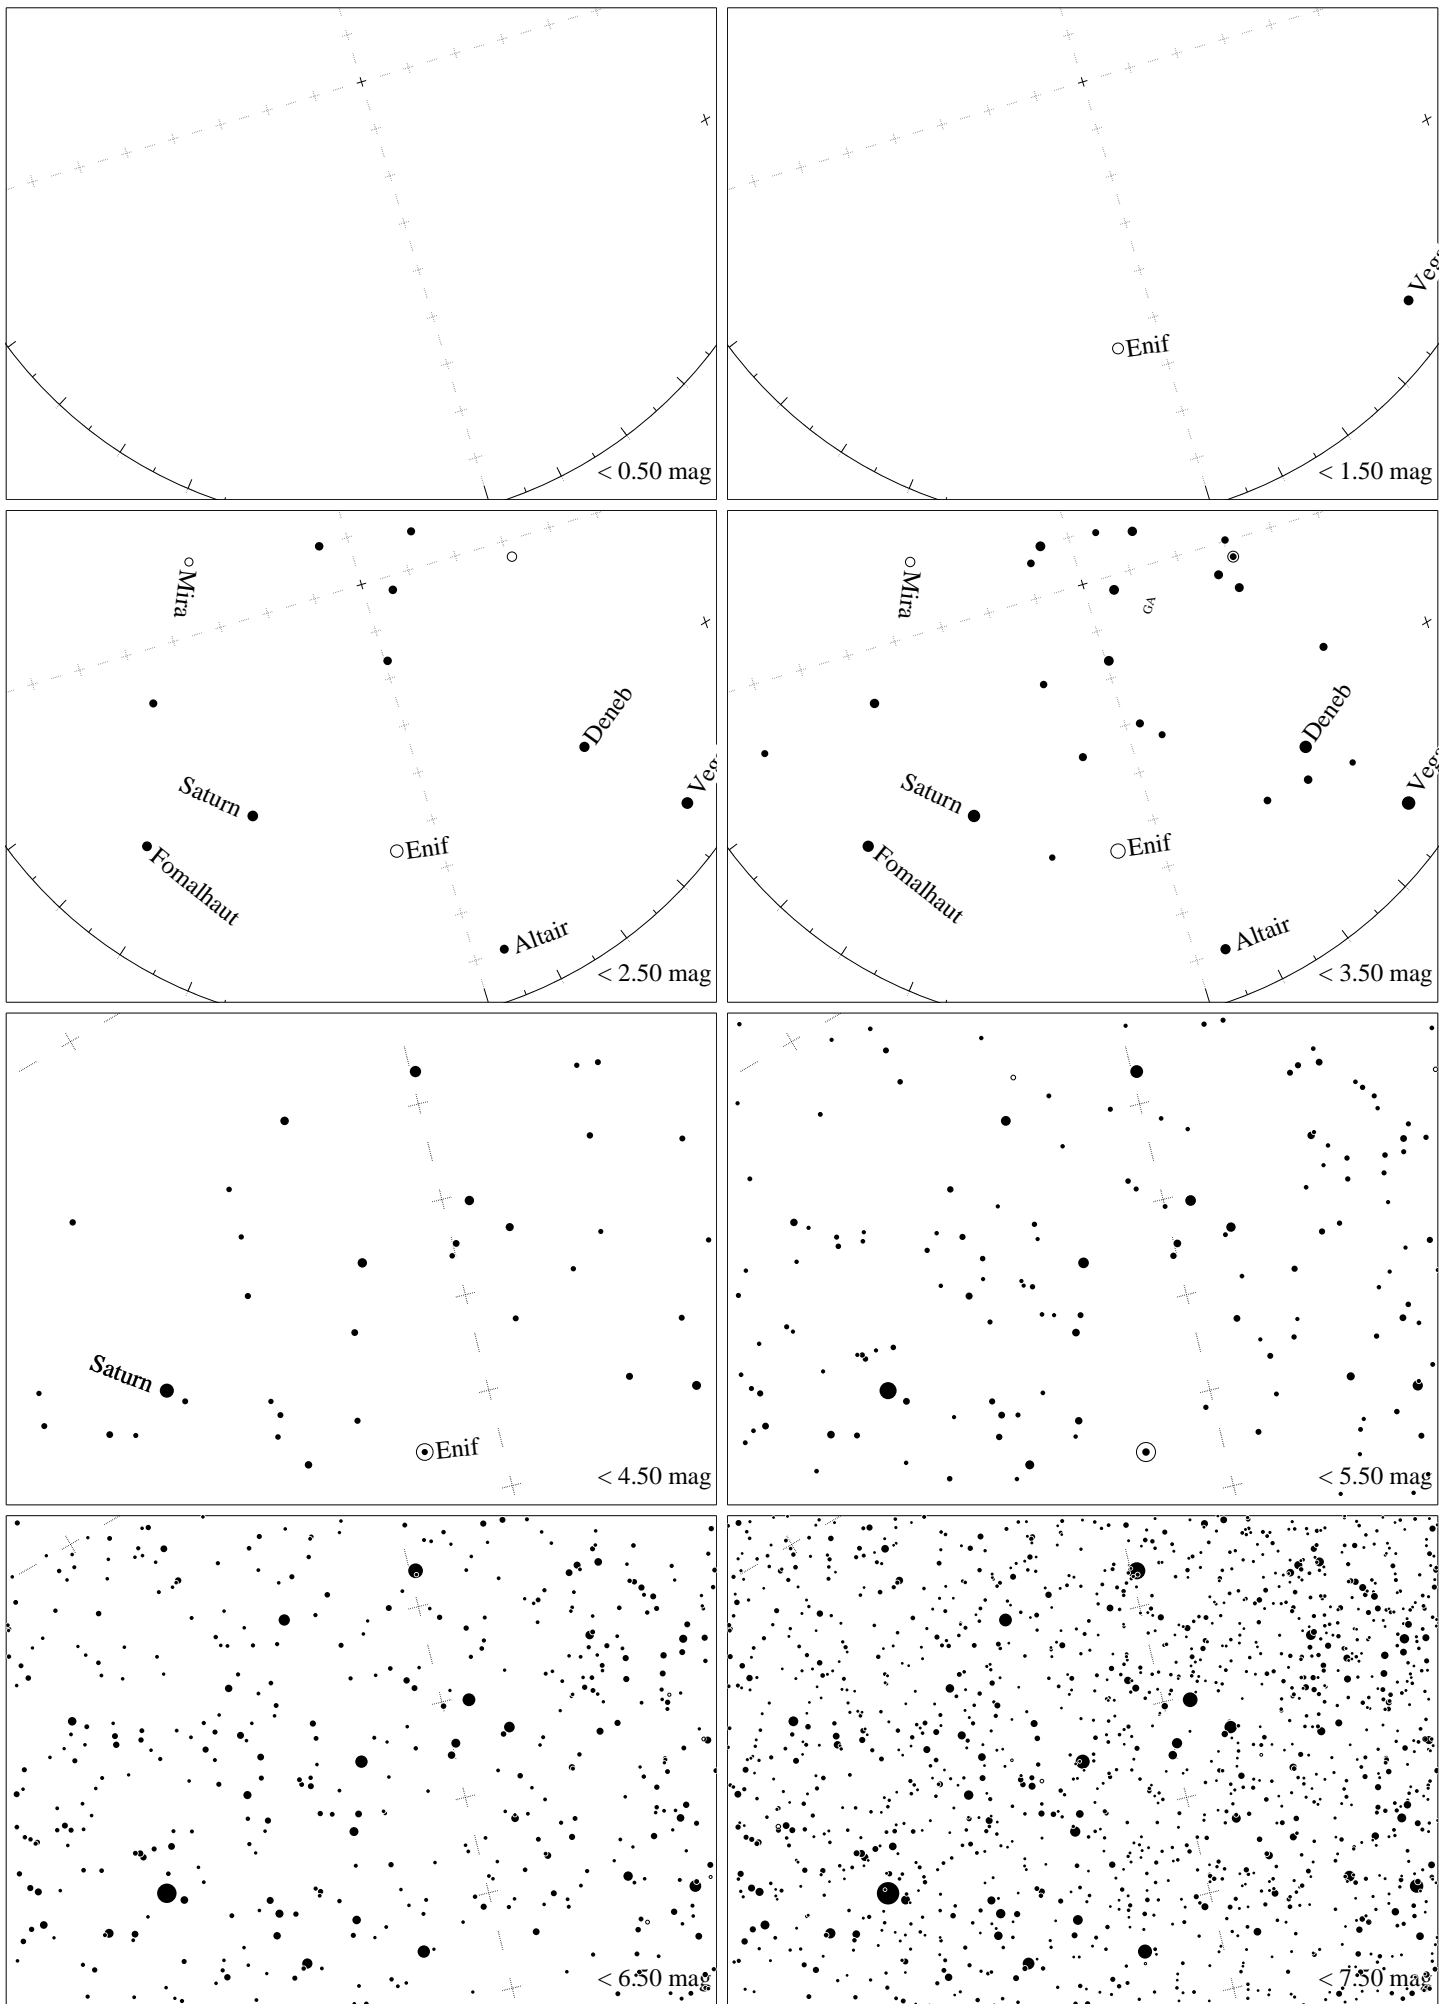 < 0.50 mag
Vega
Enif
< 1.50 mag
Mira
Deneb
Saturn
Vega
Fomalhaut
Enif
Altair
< 2.50 mag
Mira
GA
Deneb
Saturn
Vega
Fomalhaut
Enif
Altair
< 3.50 mag
Saturn
Enif
< 4.50 mag
< 5.50 mag
< 6.50 mag
< 7.50 mag